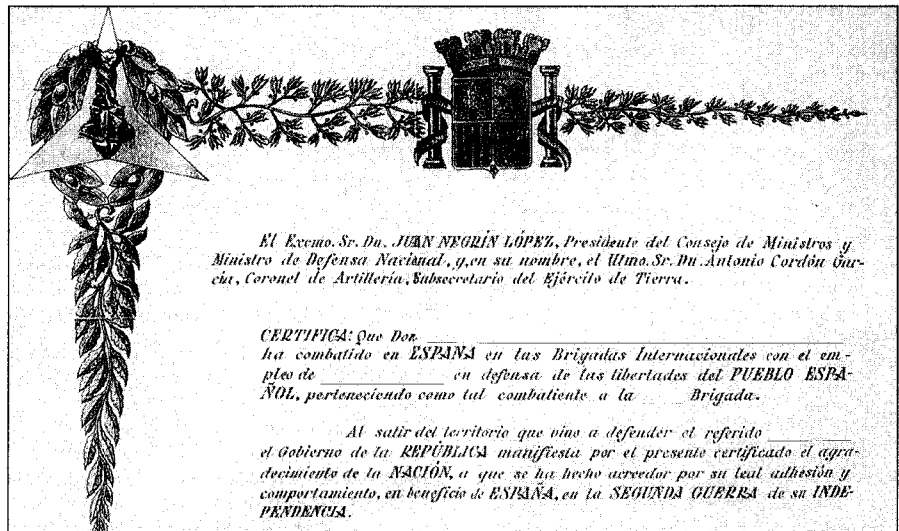 El Excmo. Sr. Dn. JUAN NEGRÍN LÓPEZ, Presidente del Consejo de Ministros y
Ministro de Defensa Nacional, y, en su nombre, el Ulmo. Sr. Dn. Antonio Cordón Gar-
cía, Coronel de Artillería, Subsecretario del Ejército de Tierra.
CERTIFICA: Que Don
ha combatido en ESPAÑA en las Brigadas Internacionales con el em-
pleo de en defensa de las libertades del PUEBLO ESPA-
ÑOL, perteneciendo como tal combatiente a la Brigada.
Al salir del territorio que vino a defender el referido
el Gobierno de la REPÚBLICA manifiesta por el presente certificado el agra-
decimiento de la NACIÓN, a que se ha hecho acreedor por su leal adhesión y
comportamiento, en beneficio de ESPAÑA, en la SEGUNDA GUERRA de su INDE-
PENDENCIA.